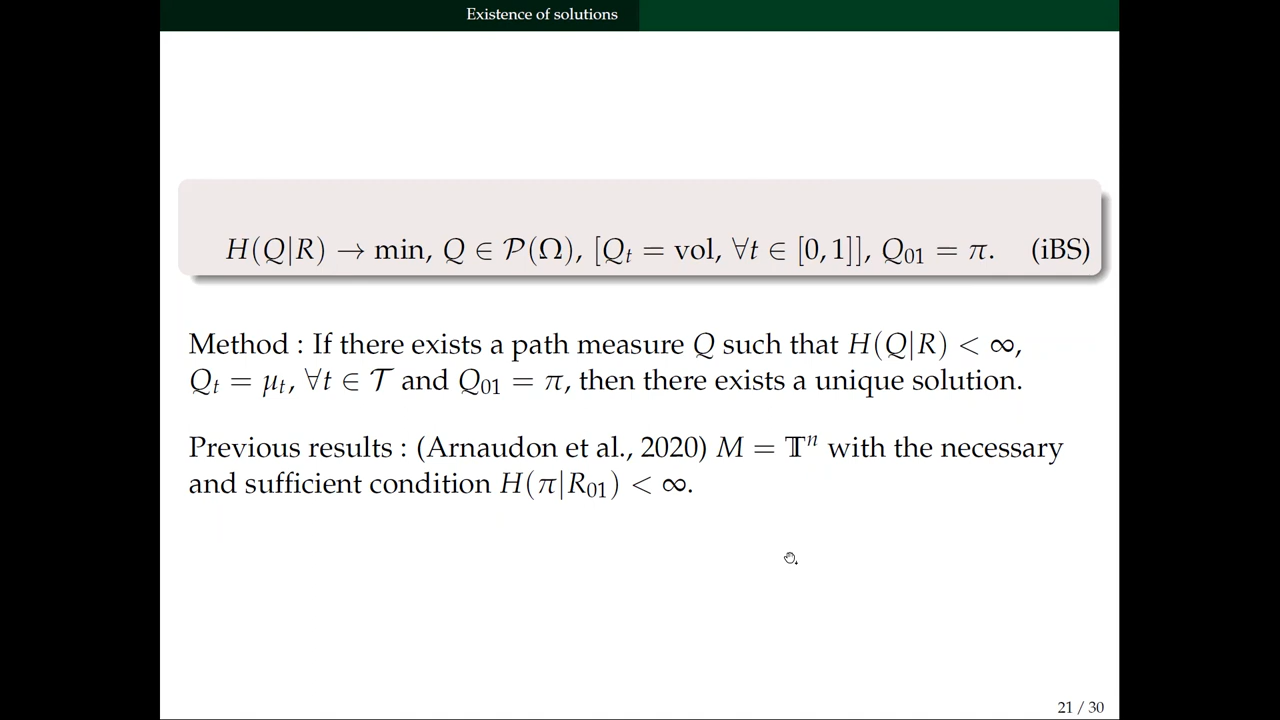 Existence of solutions
H(Q|R) → min, Q ∈ 𝒫(Ω), [Q_t = vol, ∀t ∈ [0, 1]], Q_01 = π. (iBS)
Method : If there exists a path measure Q such that H(Q|R) < ∞,
Q_t = μ_t, ∀t ∈ 𝒯 and Q_01 = π, then there exists a unique solution.
Previous results : (Arnaudon et al., 2020) M = 𝕋^n with the necessary
and sufficient condition H(π|R_01) < ∞.
21 / 30